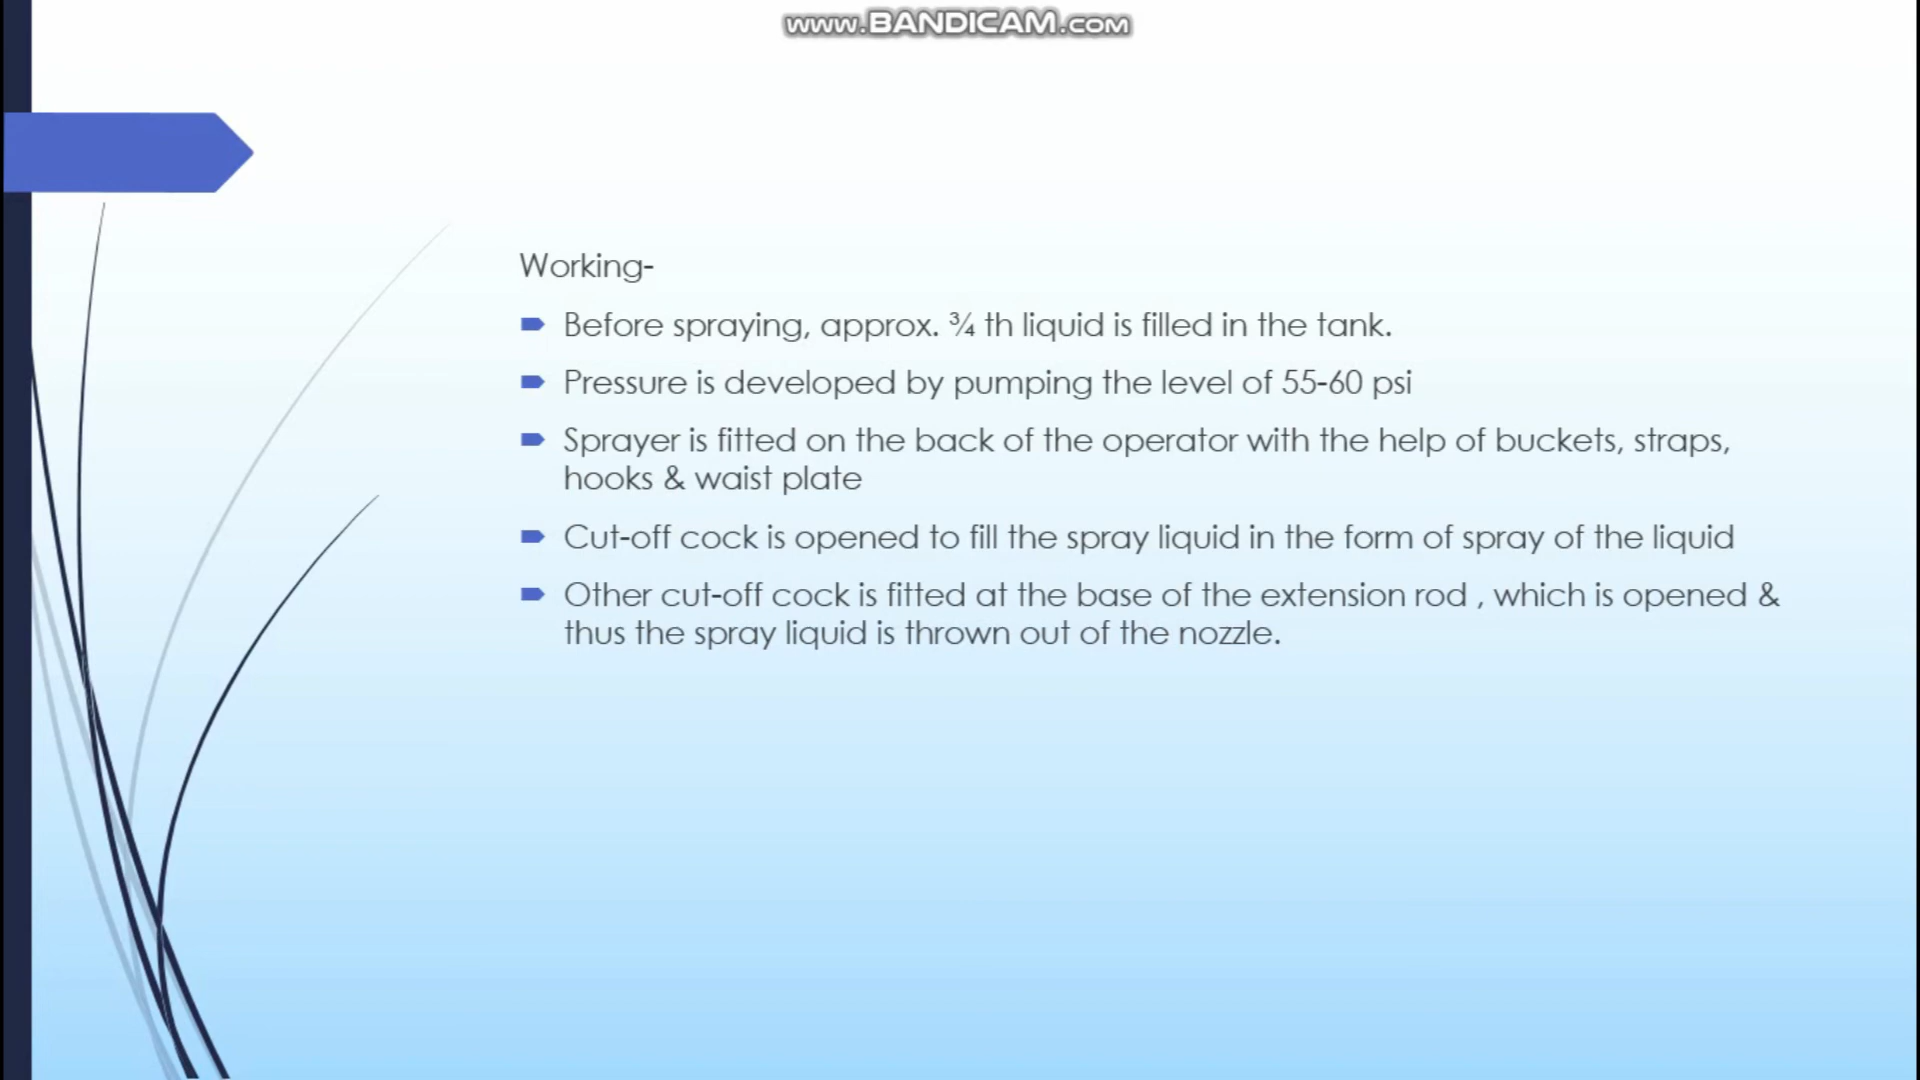 www.BANDICAM.com
Working-
Before spraying, approx. ¾ th liquid is filled in the tank.
Pressure is developed by pumping the level of 55-60 psi
Sprayer is fitted on the back of the operator with the help of buckets, straps,
hooks & waist plate
Cut-off cock is opened to fill the spray liquid in the form of spray of the liquid
Other cut-off cock is fitted at the base of the extension rod , which is opened &
thus the spray liquid is thrown out of the nozzle.